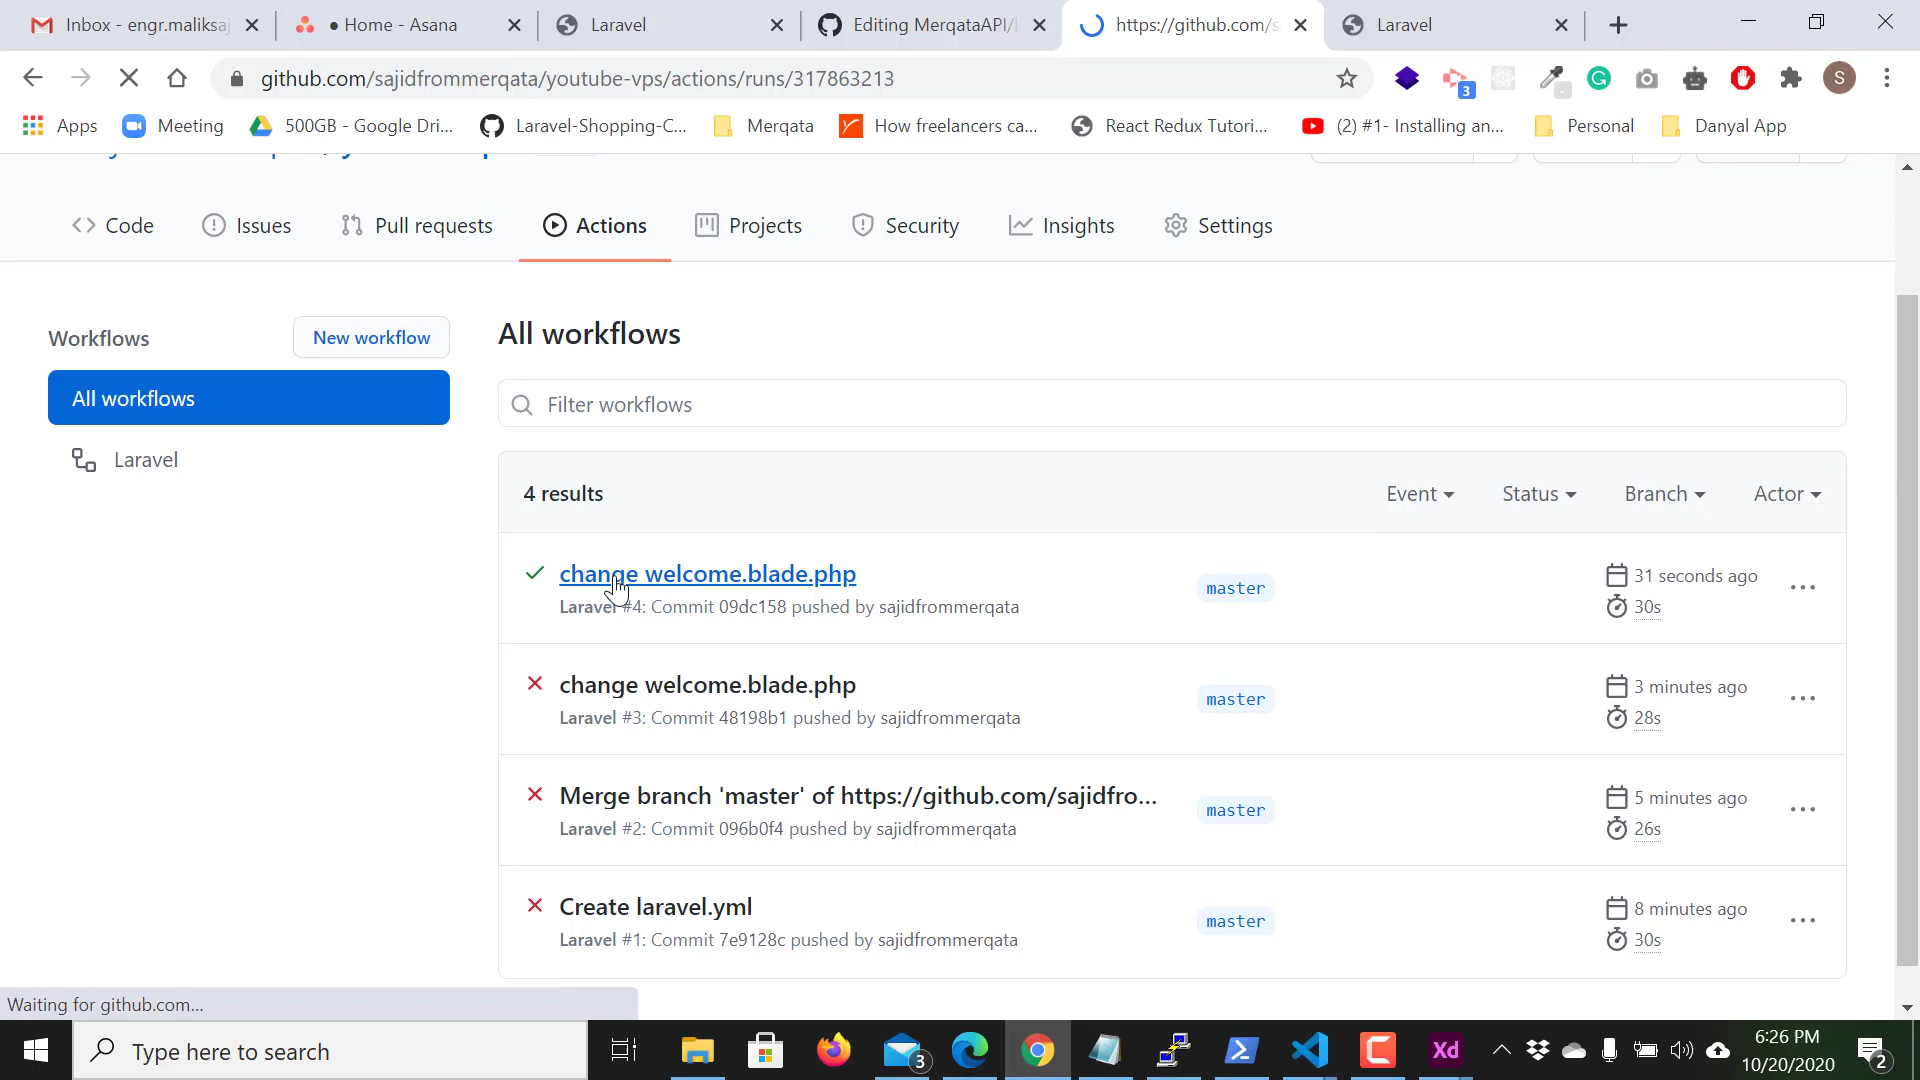 Inbox - engr.maliksaj
● Home - Asana
Laravel
Editing MerqataAPI/l
https://github.com/s
Laravel
github.com/sajidfrommerqata/youtube-vps/actions/runs/317863213
3
S
Apps
Meeting
500GB - Google Dri...
Laravel-Shopping-C...
Merqata
How freelancers ca...
React Redux Tutori...
(2) #1- Installing an...
Personal
Danyal App
Code
Issues
Pull requests
Actions
Projects
Security
Insights
Settings
Workflows
New workflow
All workflows
Laravel
All workflows
Filter workflows
4 results
Event
Status
Branch
Actor
change welcome.blade.php
Laravel #4: Commit 09dc158 pushed by sajidfrommerqata
master
31 seconds ago
30s
change welcome.blade.php
Laravel #3: Commit 48198b1 pushed by sajidfrommerqata
master
3 minutes ago
28s
Merge branch 'master' of https://github.com/sajidfro...
Laravel #2: Commit 096b0f4 pushed by sajidfrommerqata
master
5 minutes ago
26s
Create laravel.yml
Laravel #1: Commit 7e9128c pushed by sajidfrommerqata
master
8 minutes ago
30s
Waiting for github.com...
Type here to search
3
Xd
6:26 PM
10/20/2020
2